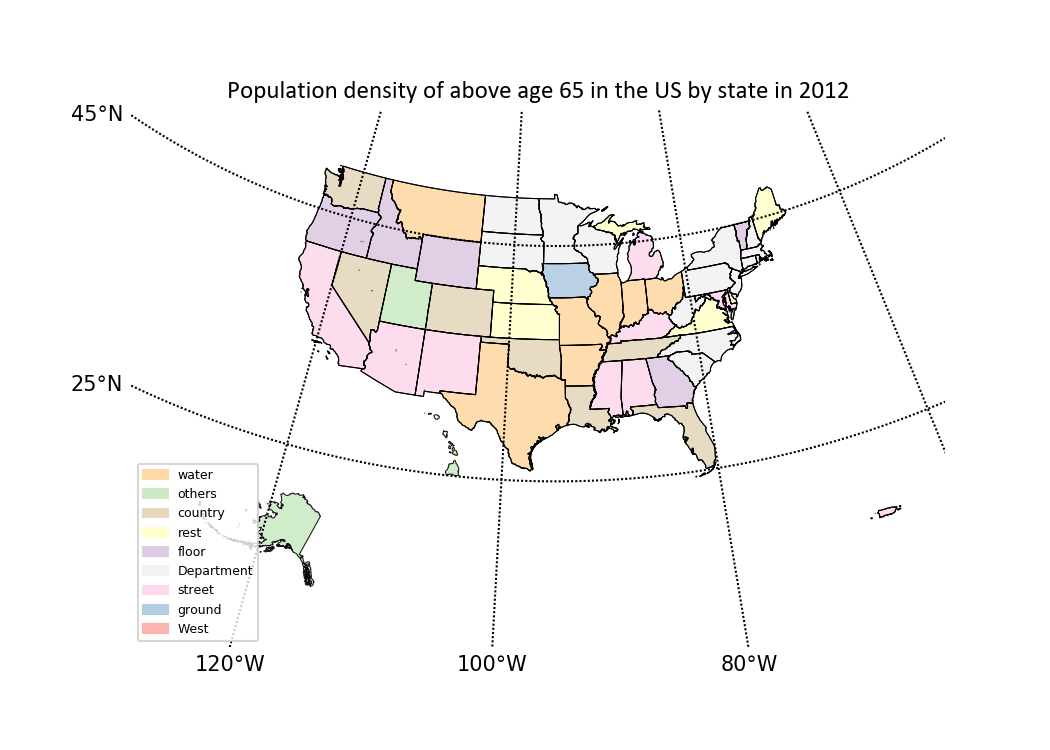 Population density of above age 65 in the US by state in 2012
45°N
25°N
water
others
country
rest
floor
Department
street
ground
West
120°W
100°W
80°W